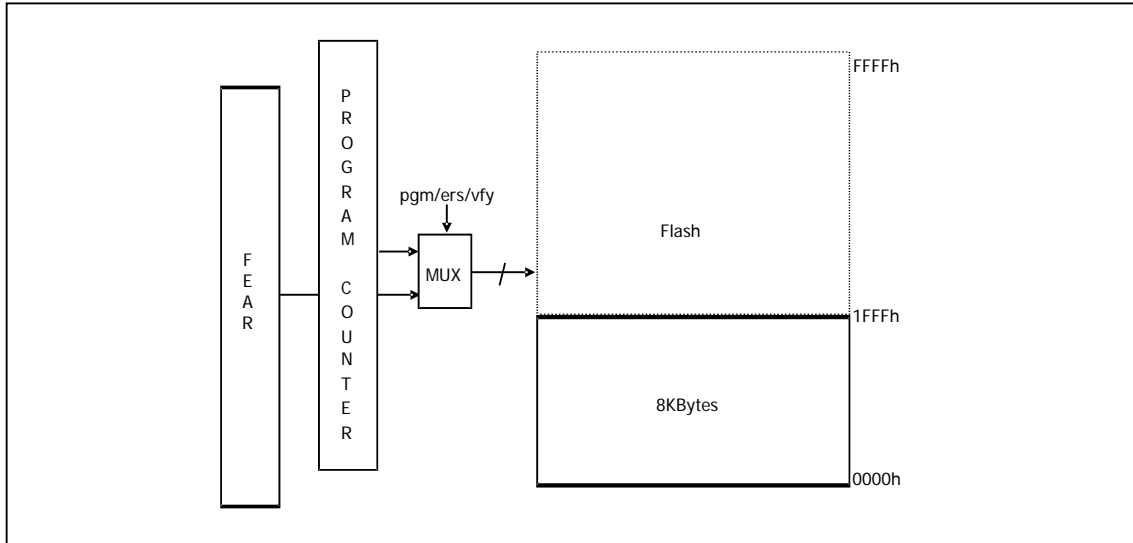 FEAR
PROGRAM COUNTER
pgm/ers/vfy
MUX
FFFFh
Flash
1FFFh
8KBytes
0000h